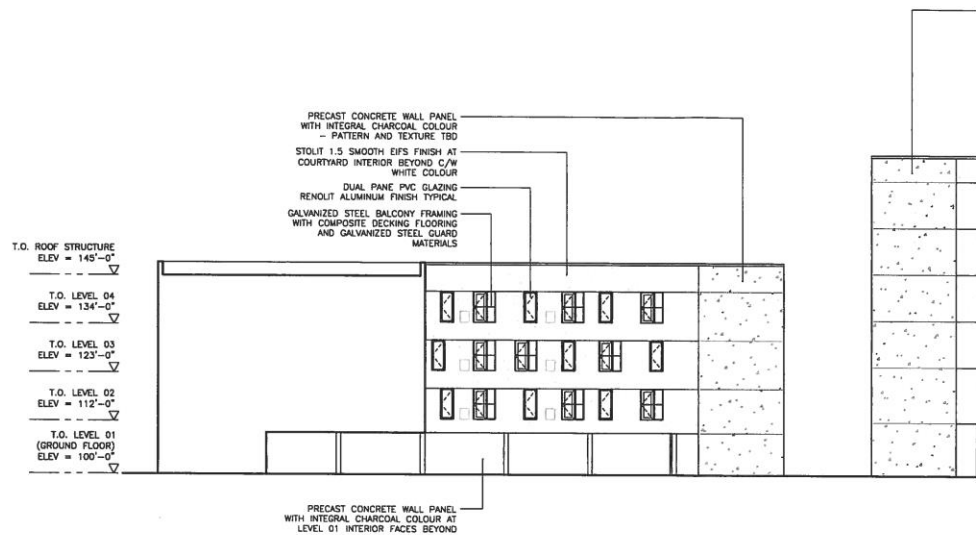 PRECAST CONCRETE WALL PANEL
WITH INTEGRAL CHARCOAL COLOUR
- PATTERN AND TEXTURE TBD
STOLIT 1.5 SMOOTH EIFS FINISH AT
COURTYARD INTERIOR BEYOND C/W
WHITE COLOUR
DUAL PANE PVC GLAZING
RENOLIT ALUMINUM FINISH TYPICAL
GALVANIZED STEEL BALCONY FRAMING
WITH COMPOSITE DECKING FLOORING
AND GALVANIZED STEEL GUARD
MATERIALS
T.O. ROOF STRUCTURE
ELEV = 145'-0"
T.O. LEVEL 04
ELEV = 134'-0"
T.O. LEVEL 03
ELEV = 123'-0"
T.O. LEVEL 02
ELEV = 112'-0"
T.O. LEVEL 01
(GROUND FLOOR)
ELEV = 100'-0"
PRECAST CONCRETE WALL PANEL
WITH INTEGRAL CHARCOAL COLOUR AT
LEVEL 01 INTERIOR FACES BEYOND